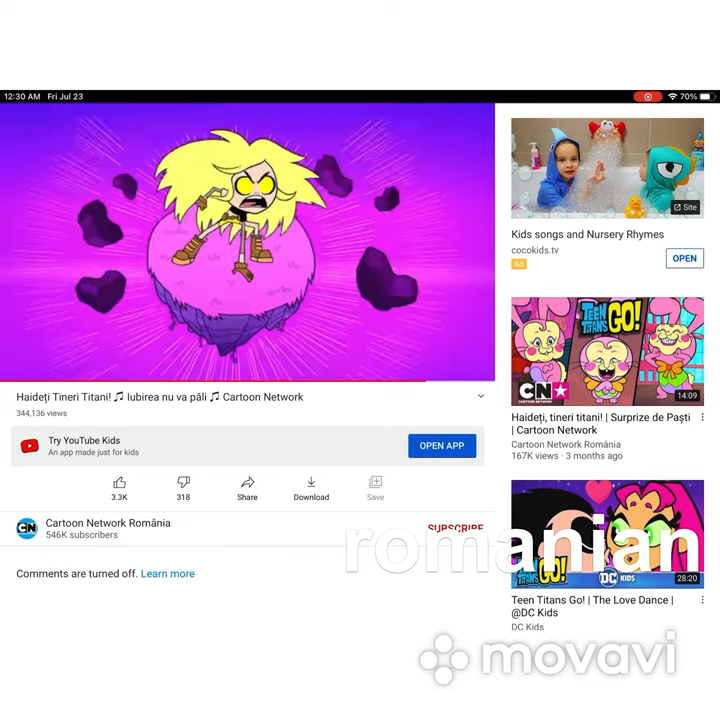 12:30 AM Fri Jul 23
70%
Haideți Tineri Titani! 🎵 Iubirea nu va păli 🎵 Cartoon Network
344,136 views
Try YouTube Kids
An app made just for kids
OPEN APP
3.3K
318
Share
Download
Save
CN
Cartoon Network România
546K subscribers
SUBSCRIBE
Comments are turned off. Learn more
Site
Kids songs and Nursery Rhymes
cocokids.tv
Ad
OPEN
TEEN
TITANS GO!
CN
CARTOON NETWORK
14:09
Haideți, tineri titani! | Surprize de Paști
| Cartoon Network
Cartoon Network România
167K views · 3 months ago
romanian
TITANS GO!
DC KIDS
28:20
Teen Titans Go! | The Love Dance |
@DC Kids
DC Kids
movavi